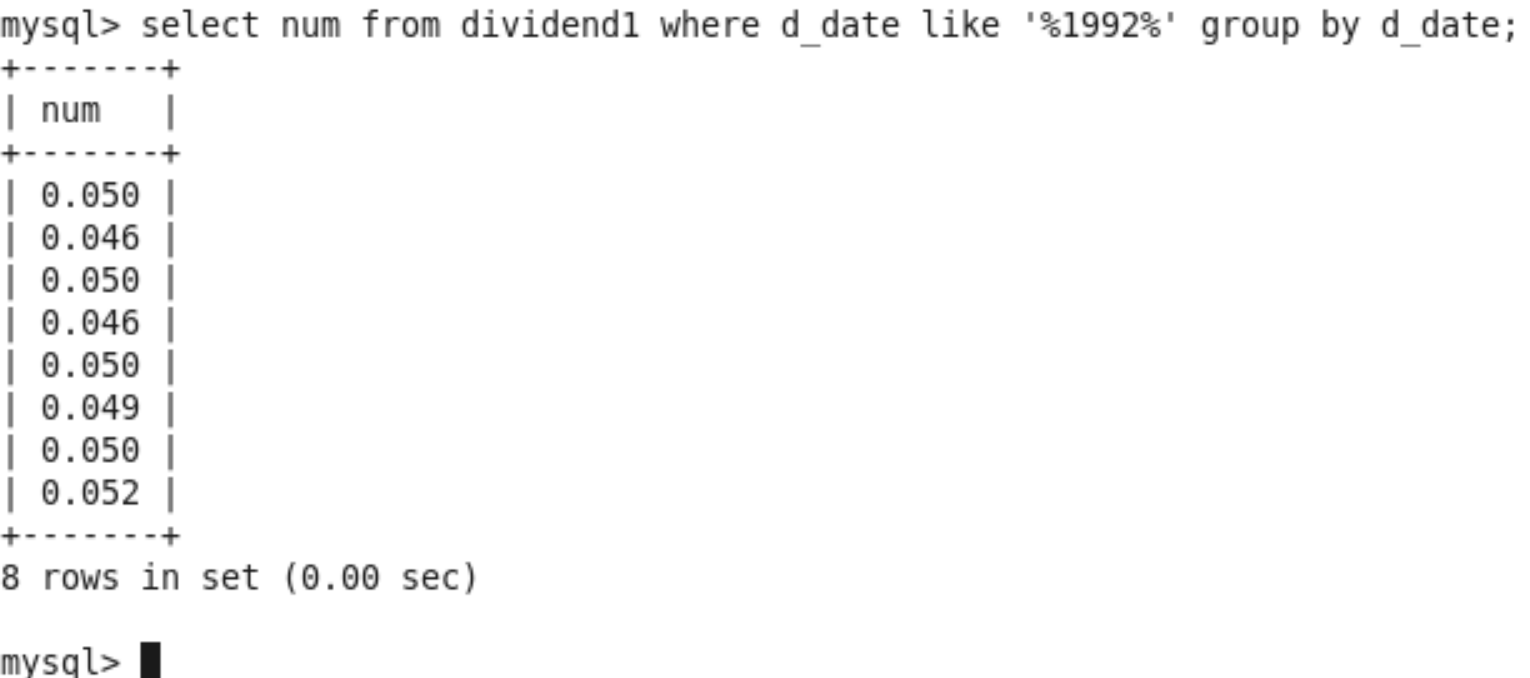 mysql> select num from dividend1 where d_date like '%1992%' group by d_date;
+-------+
| num   |
+-------+
| 0.050 |
| 0.046 |
| 0.050 |
| 0.046 |
| 0.050 |
| 0.049 |
| 0.050 |
| 0.052 |
+-------+
8 rows in set (0.00 sec)
mysql>